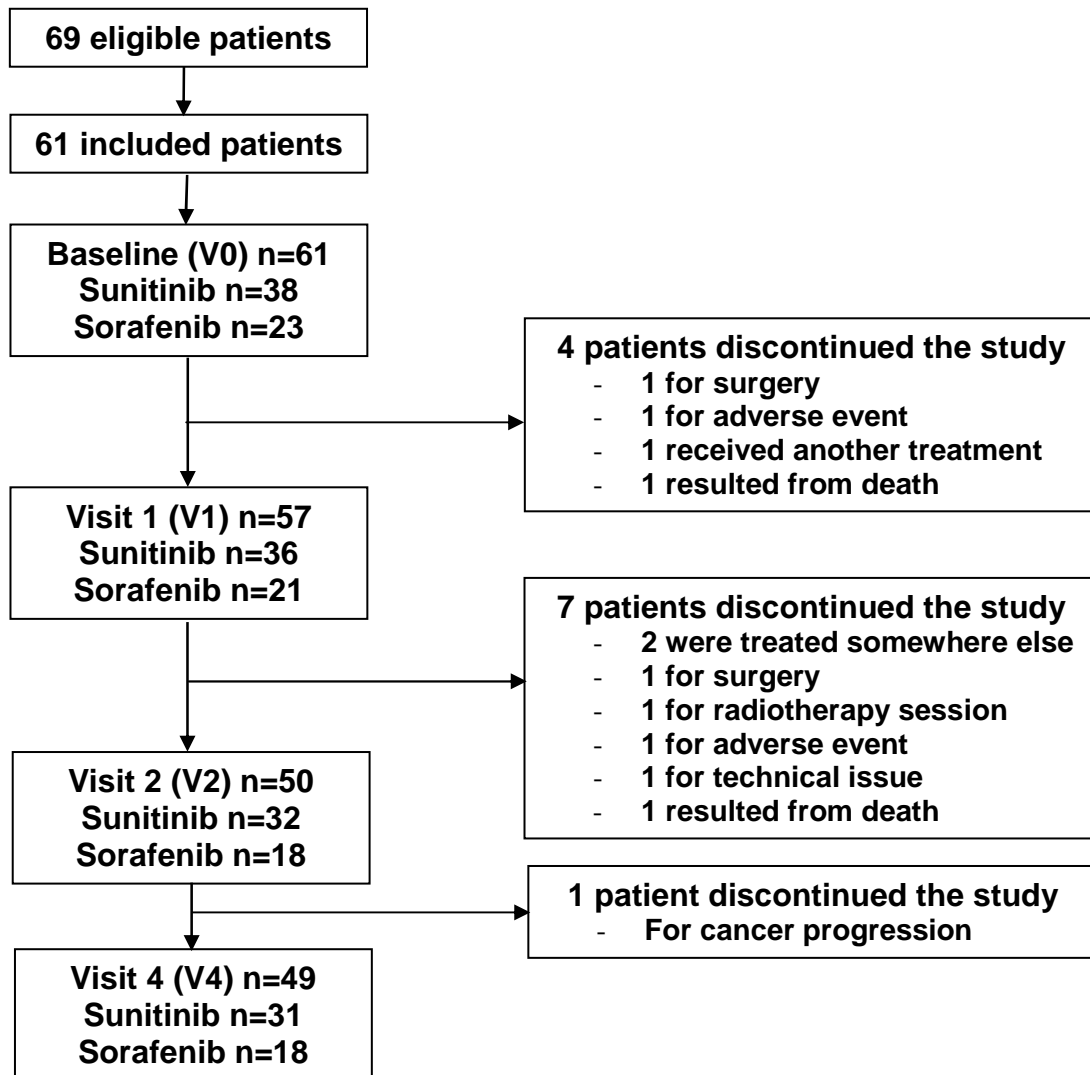 69 eligible patients
61 included patients
Baseline (V0) n=61
Sunitinib n=38
Sorafenib n=23
4 patients discontinued the study
- 1 for surgery
- 1 for adverse event
- 1 received another treatment
- 1 resulted from death
Visit 1 (V1) n=57
Sunitinib n=36
Sorafenib n=21
7 patients discontinued the study
- 2 were treated somewhere else
- 1 for surgery
- 1 for radiotherapy session
- 1 for adverse event
- 1 for technical issue
- 1 resulted from death
Visit 2 (V2) n=50
Sunitinib n=32
Sorafenib n=18
1 patient discontinued the study
- For cancer progression
Visit 4 (V4) n=49
Sunitinib n=31
Sorafenib n=18